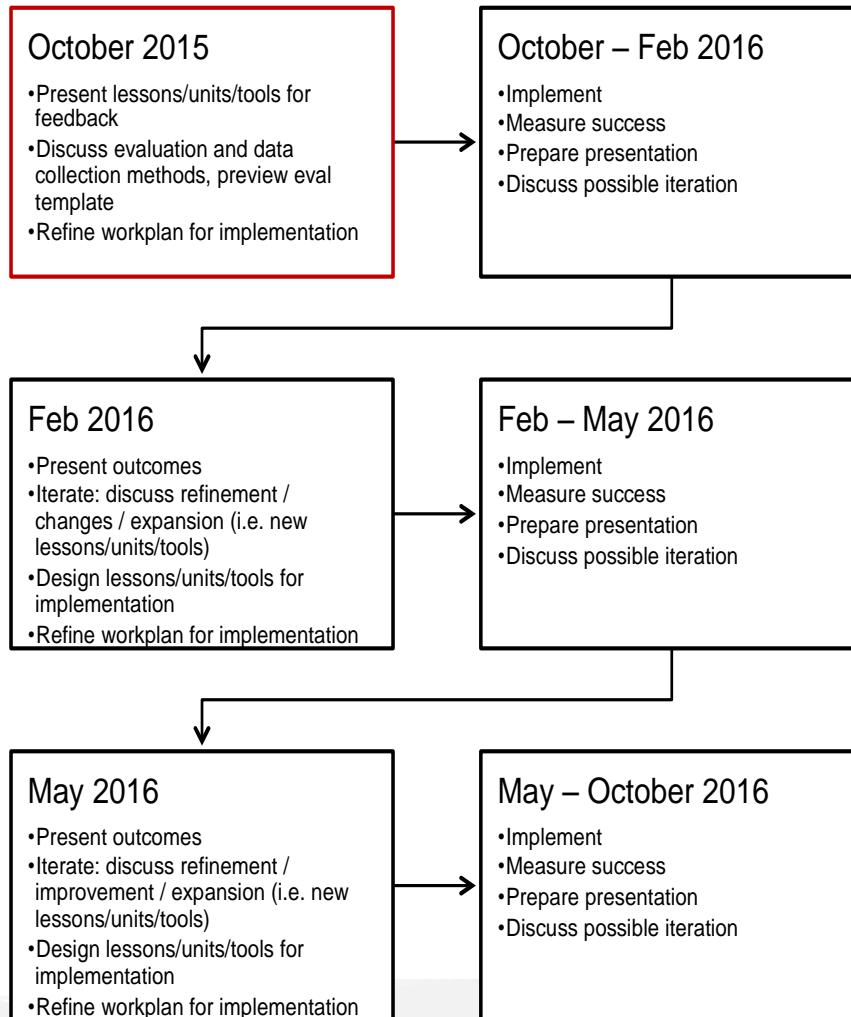 October 2015
•Present lessons/units/tools for
feedback
•Discuss evaluation and data
collection methods, preview eval
template
•Refine workplan for implementation
October – Feb 2016
•Implement
•Measure success
•Prepare presentation
•Discuss possible iteration
Feb 2016
•Present outcomes
•Iterate: discuss refinement /
changes / expansion (i.e. new
lessons/units/tools)
•Design lessons/units/tools for
implementation
•Refine workplan for implementation
Feb – May 2016
•Implement
•Measure success
•Prepare presentation
•Discuss possible iteration
May 2016
•Present outcomes
•Iterate: discuss refinement /
improvement / expansion (i.e. new
lessons/units/tools)
•Design lessons/units/tools for
implementation
•Refine workplan for implementation
May – October 2016
•Implement
•Measure success
•Prepare presentation
•Discuss possible iteration